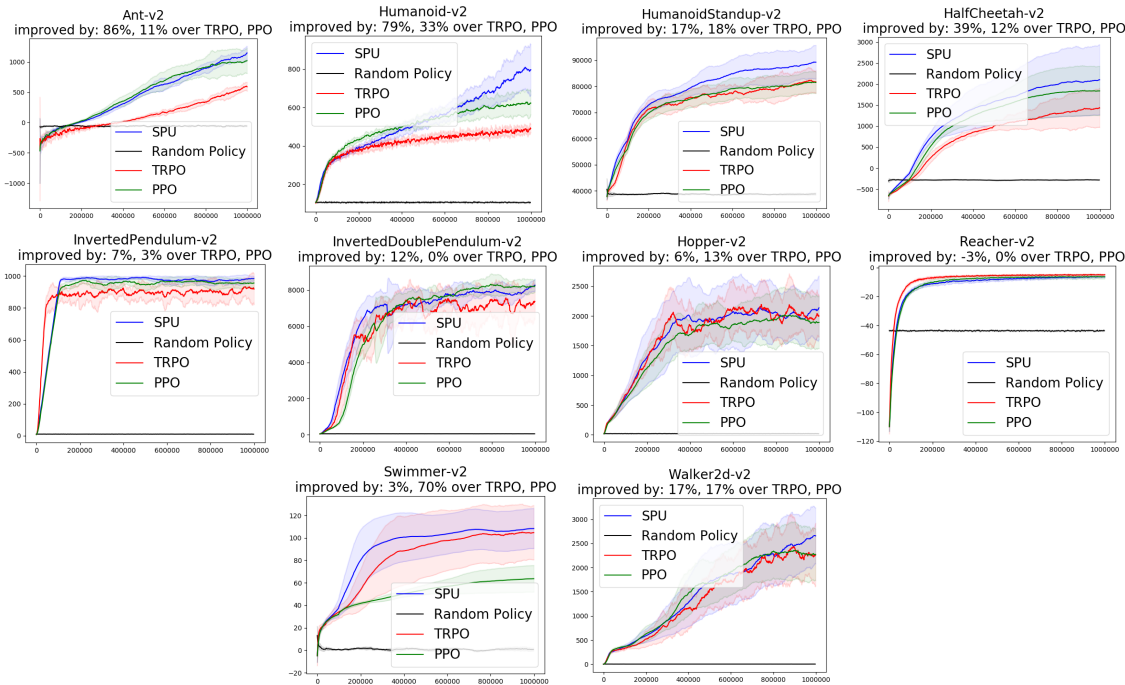 Ant-v2
improved by: 86%, 11% over TRPO, PPO
1000
500
0
−500
−1000
SPU
Random Policy
TRPO
PPO
0 200000 400000 600000 800000 1000000
Humanoid-v2
improved by: 79%, 33% over TRPO, PPO
800
600
400
200
SPU
Random Policy
TRPO
PPO
0 200000 400000 600000 800000 1000000
HumanoidStandup-v2
improved by: 17%, 18% over TRPO, PPO
90000
80000
70000
60000
50000
40000
SPU
Random Policy
TRPO
PPO
0 200000 400000 600000 800000 1000000
HalfCheetah-v2
improved by: 39%, 12% over TRPO, PPO
3000
2500
2000
1500
1000
500
0
−500
SPU
Random Policy
TRPO
PPO
0 200000 400000 600000 800000 1000000
InvertedPendulum-v2
improved by: 7%, 3% over TRPO, PPO
1000
800
600
400
200
0
SPU
Random Policy
TRPO
PPO
0 200000 400000 600000 800000 1000000
InvertedDoublePendulum-v2
improved by: 12%, 0% over TRPO, PPO
8000
6000
4000
2000
0
SPU
Random Policy
TRPO
PPO
0 200000 400000 600000 800000 1000000
Hopper-v2
improved by: 6%, 13% over TRPO, PPO
2500
2000
1500
1000
500
0
SPU
Random Policy
TRPO
PPO
0 200000 400000 600000 800000 1000000
Reacher-v2
improved by: -3%, 0% over TRPO, PPO
0
−20
−40
−60
−80
−100
−120
SPU
Random Policy
TRPO
PPO
0 200000 400000 600000 800000 1000000
Swimmer-v2
improved by: 3%, 70% over TRPO, PPO
120
100
80
60
40
20
0
−20
SPU
Random Policy
TRPO
PPO
0 200000 400000 600000 800000 1000000
Walker2d-v2
improved by: 17%, 17% over TRPO, PPO
3000
2500
2000
1500
1000
500
0
SPU
Random Policy
TRPO
PPO
0 200000 400000 600000 800000 1000000